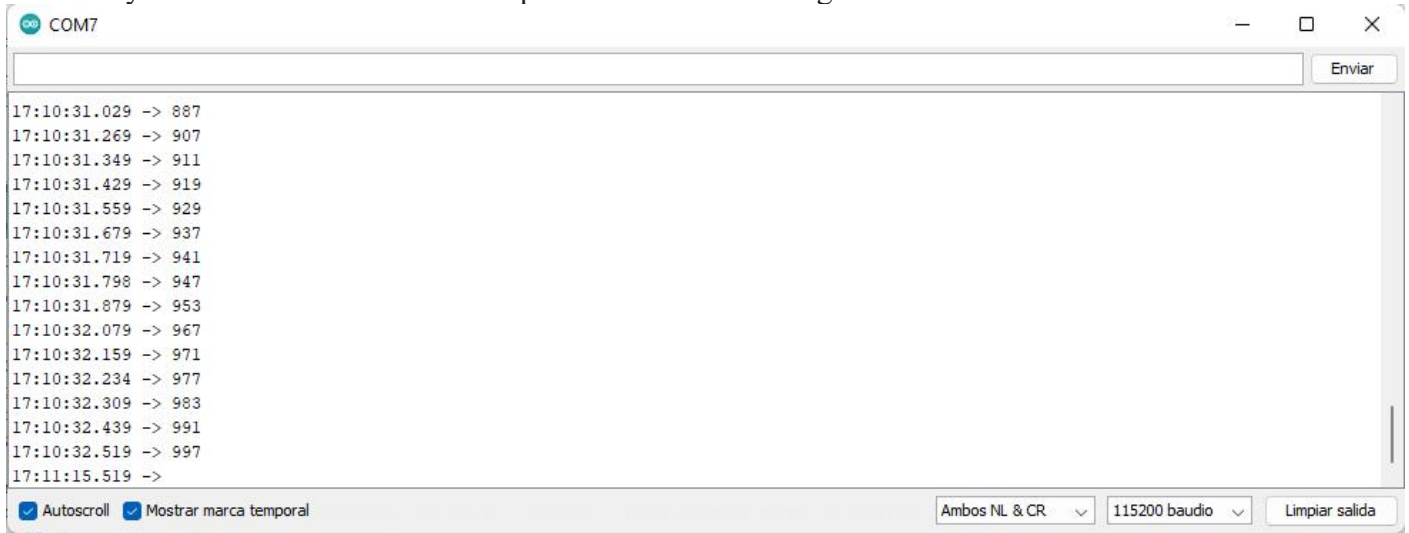 COM7
Enviar
17:10:31.029 -> 887
17:10:31.269 -> 907
17:10:31.349 -> 911
17:10:31.429 -> 919
17:10:31.559 -> 929
17:10:31.679 -> 937
17:10:31.719 -> 941
17:10:31.798 -> 947
17:10:31.879 -> 953
17:10:32.079 -> 967
17:10:32.159 -> 971
17:10:32.234 -> 977
17:10:32.309 -> 983
17:10:32.439 -> 991
17:10:32.519 -> 997
17:11:15.519 ->
Autoscroll Mostrar marca temporal Ambos NL & CR 115200 baudio Limpiar salida